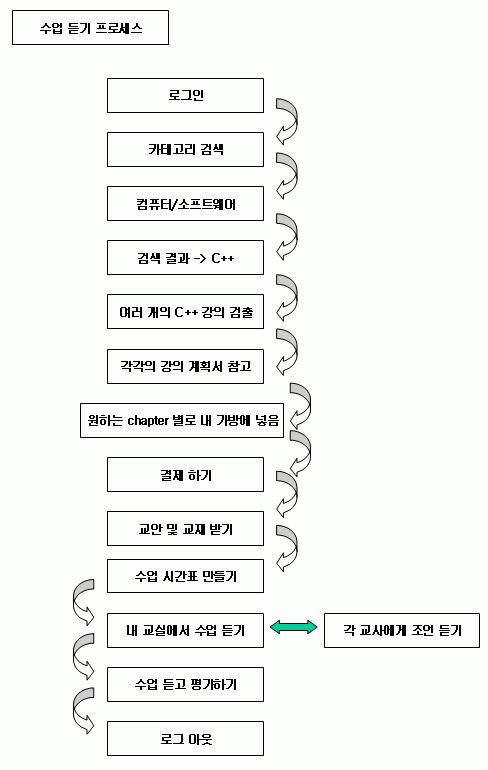 수업 듣기 프로세스
로그인
카테고리 검색
컴퓨터/소프트웨어
검색 결과 -> C++
여러 개의 C++ 강의 검출
각각의 강의 계획서 참고
원하는 chapter 별로 내 가방에 넣음
결제 하기
교안 및 교재 받기
수업 시간표 만들기
내 교실에서 수업 듣기
각 교사에게 조언 듣기
수업 듣고 평가하기
로그 아웃